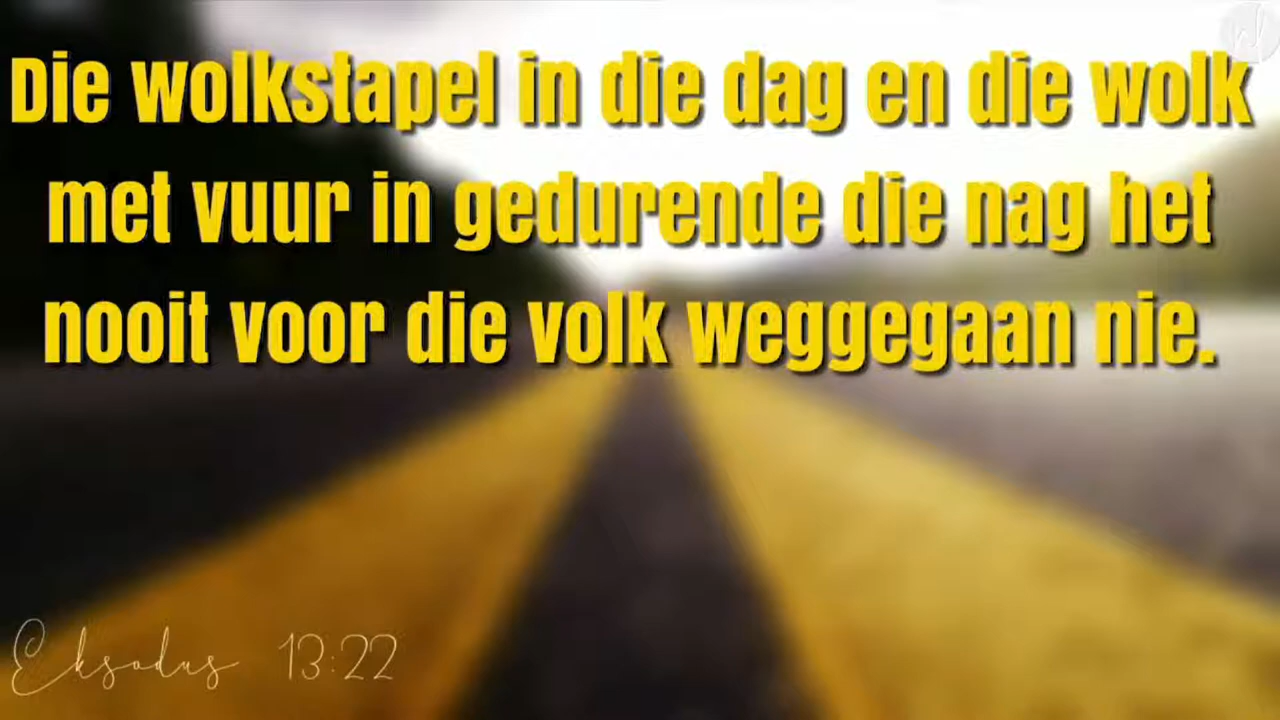 Die wolkstapel in die dag en die wolk
met vuur in gedurende die nag het
nooit voor die volk weggegaan nie.
Eksodus 13:22